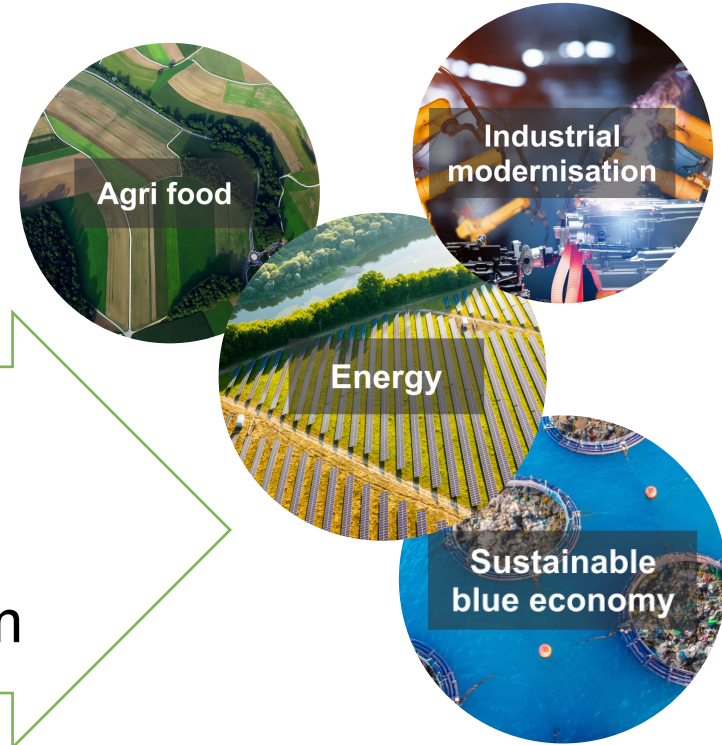 Agri food
Industrial
modernisation
Energy
Sustainable
blue economy